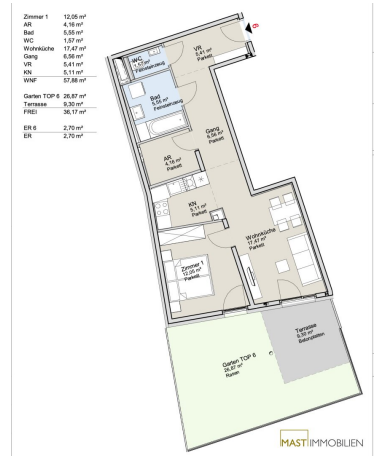 Zimmer 1 12,05 m²
AR 4,16 m²
Bad 5,55 m²
WC 1,57 m²
Wohnküche 17,47 m²
Gang 6,56 m²
VR 5,41 m²
KN 5,11 m²
WNF 57,88 m²
Garten TOP 6 26,87 m²
Terrasse 9,30 m²
FREI 36,17 m²
ER 6 2,70 m²
ER 2,70 m²
6
WC
1,57 m²
Feinsteinzeug
VR
5,41 m²
Parkett
Bad
5,55 m²
Feinsteinzeug
Gang
6,56 m²
Parkett
AR
4,16 m²
Parkett
KN
5,11 m²
Parkett
Wohnküche
17,47 m²
Parkett
Zimmer 1
12,05 m²
Parkett
Terrasse
9,30 m²
Betonplatten
Garten TOP 6
26,87 m²
Rasen
MAST IMMOBILIEN